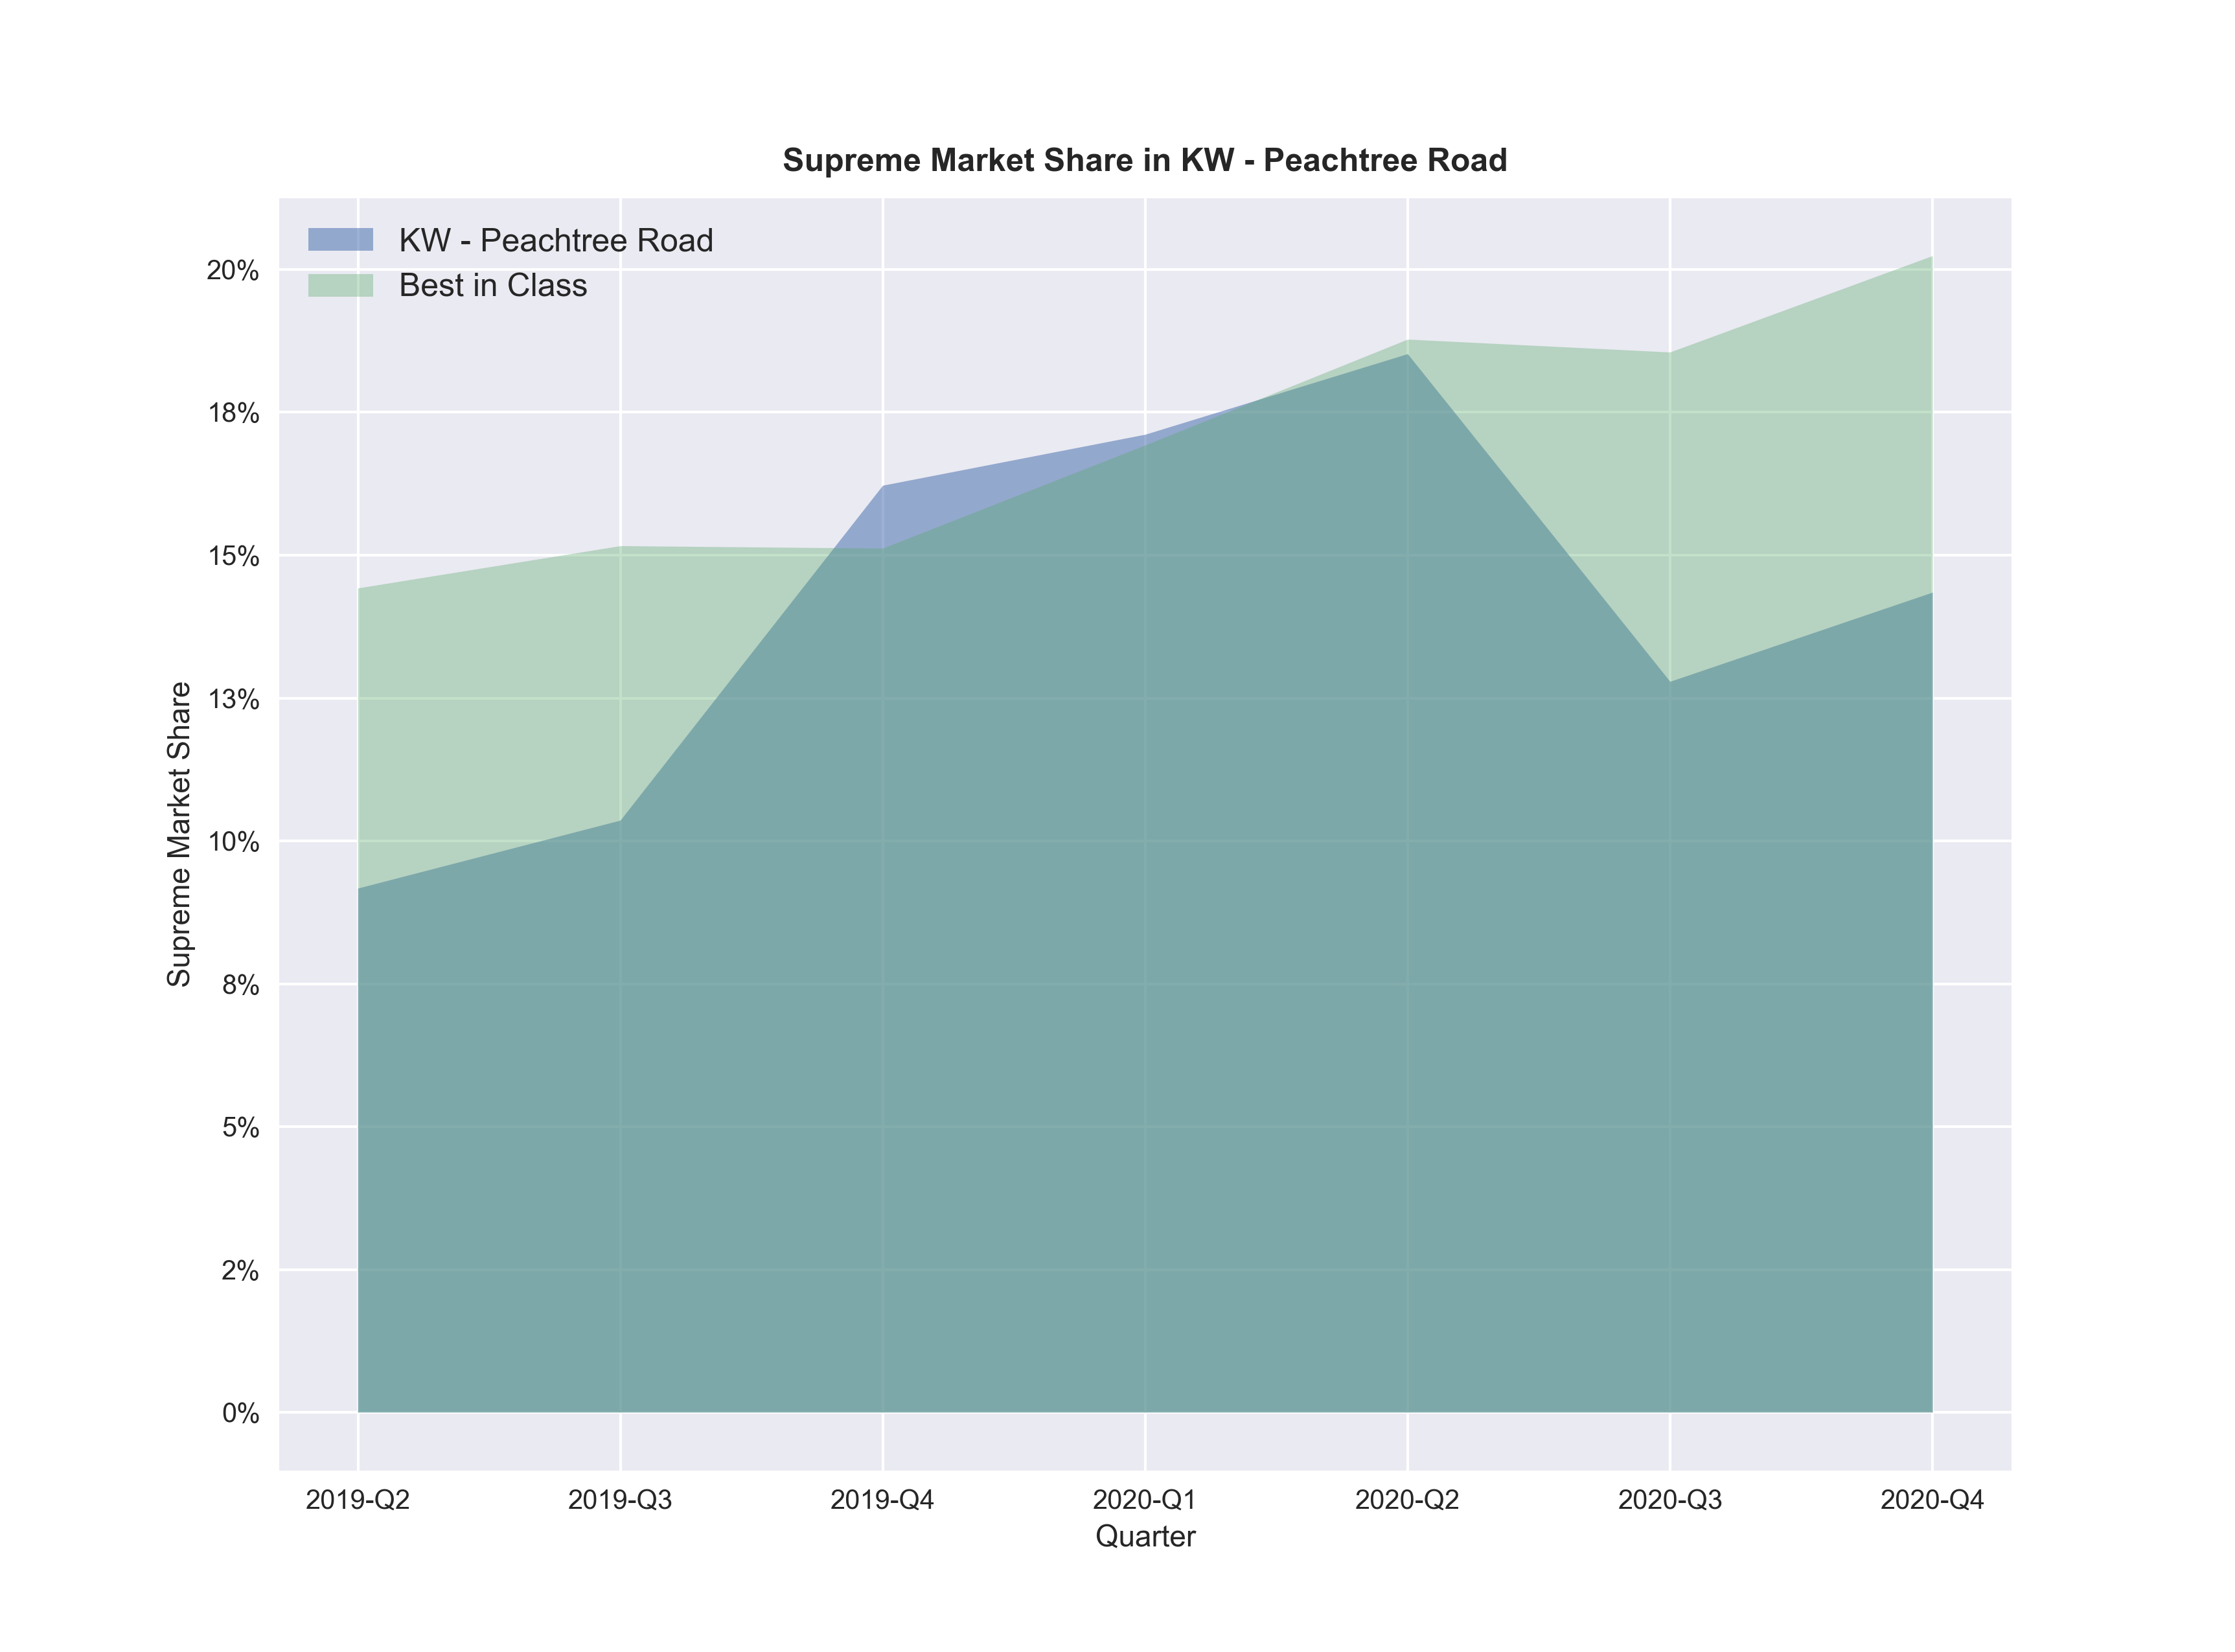 Supreme Market Share in KW - Peachtree Road
KW - Peachtree Road
Best in Class
20%
18%
15%
13%
10%
8%
5%
2%
0%
Supreme Market Share
2019-Q2 2019-Q3 2019-Q4 2020-Q1 2020-Q2 2020-Q3 2020-Q4
Quarter